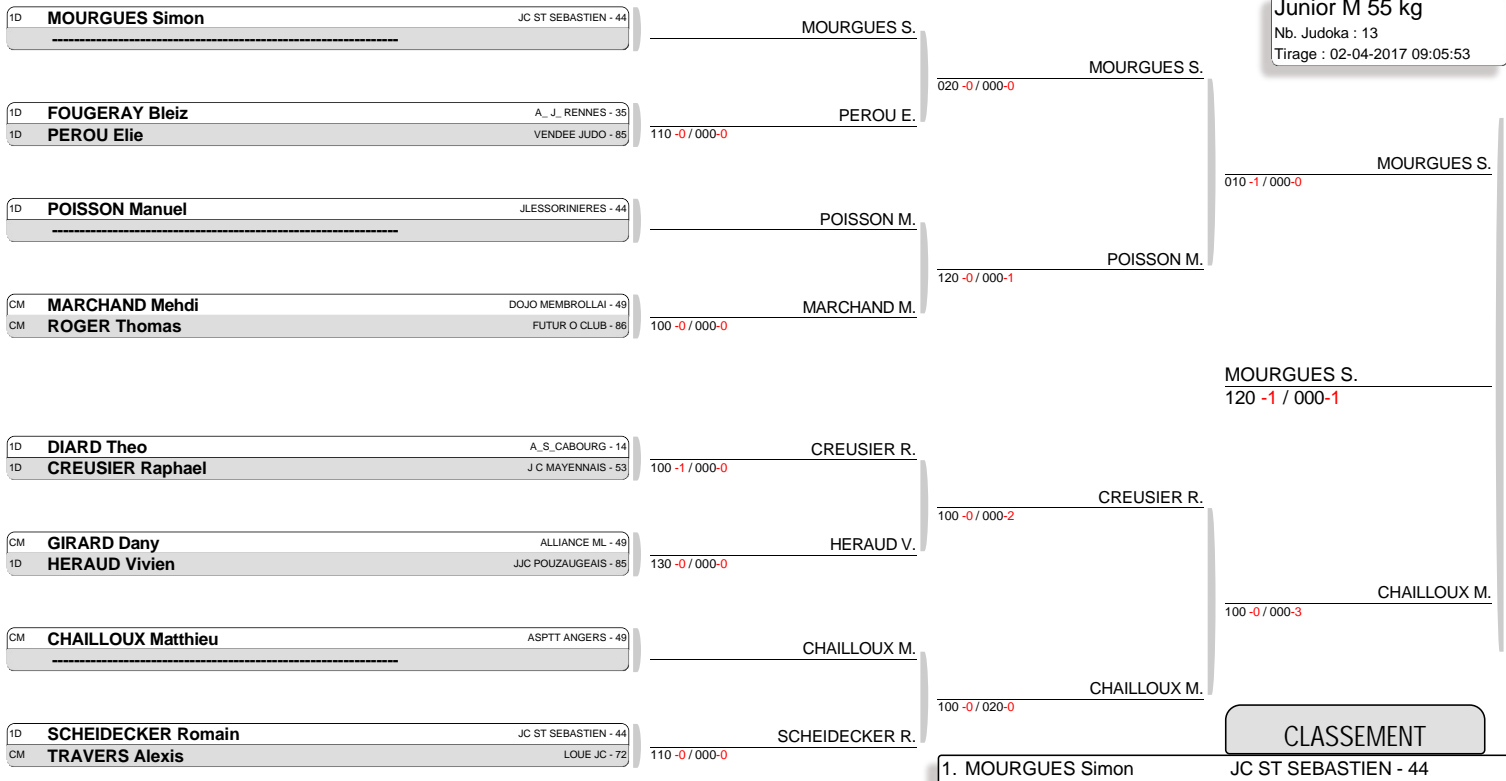 Junior M 55 kg
Nb. Judoka : 13
Tirage : 02-04-2017 09:05:53
1D MOURGUES Simon JC ST SEBASTIEN - 44
------------------------------------------------------------------
1D FOUGERAY Bleiz A_ J_ RENNES - 35
1D PEROU Elie VENDEE JUDO - 85
1D POISSON Manuel JLESSORINIERES - 44
------------------------------------------------------------------
CM MARCHAND Mehdi DOJO MEMBROLLAI - 49
CM ROGER Thomas FUTUR O CLUB - 86
1D DIARD Theo A_S_CABOURG - 14
1D CREUSIER Raphael J C MAYENNAIS - 53
CM GIRARD Dany ALLIANCE ML - 49
1D HERAUD Vivien JJC POUZAUGEAIS - 85
CM CHAILLOUX Matthieu ASPTT ANGERS - 49
------------------------------------------------------------------
1D SCHEIDECKER Romain JC ST SEBASTIEN - 44
CM TRAVERS Alexis LOUE JC - 72
MOURGUES S.
PEROU E.
110 -0 / 000-0
POISSON M.
MARCHAND M.
100 -0 / 000-0
CREUSIER R.
100 -1 / 000-0
HERAUD V.
130 -0 / 000-0
CHAILLOUX M.
SCHEIDECKER R.
110 -0 / 000-0
MOURGUES S.
020 -0 / 000-0
POISSON M.
120 -0 / 000-1
CREUSIER R.
100 -0 / 000-2
CHAILLOUX M.
100 -0 / 020-0
MOURGUES S.
010 -1 / 000-0
MOURGUES S.
120 -1 / 000-1
CHAILLOUX M.
100 -0 / 000-3
CLASSEMENT
1. MOURGUES Simon JC ST SEBASTIEN - 44